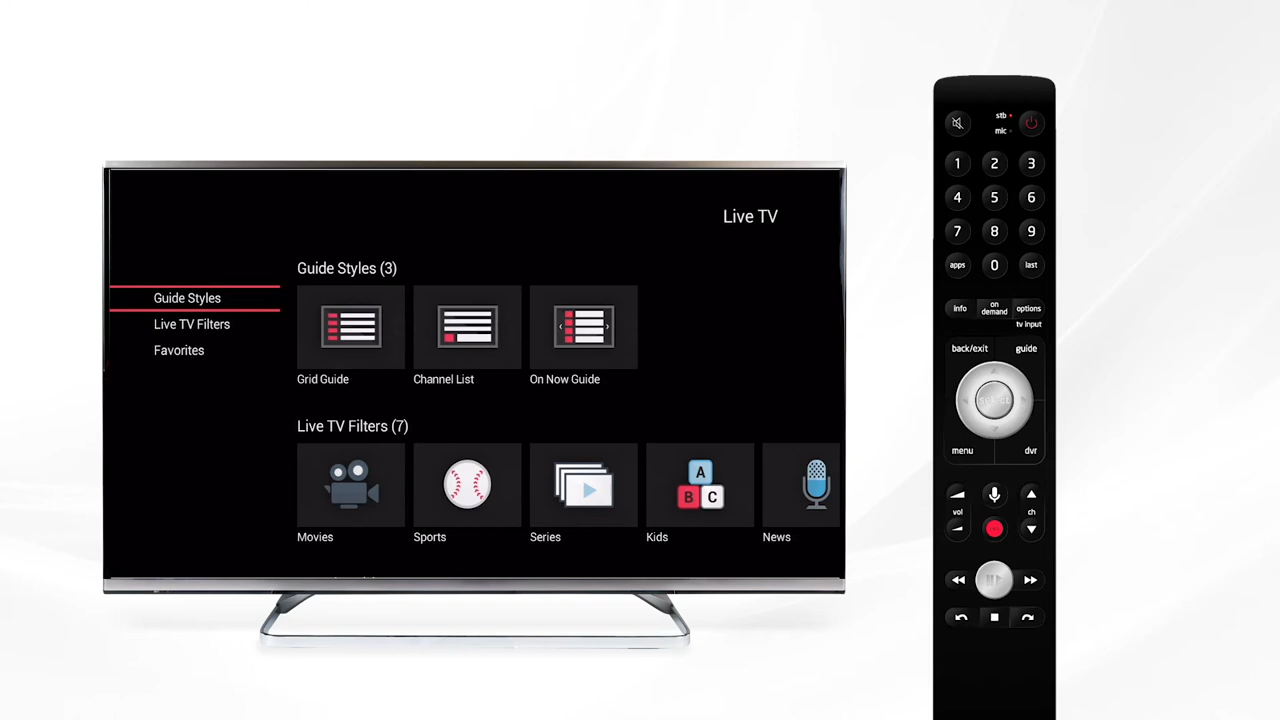 Live TV
Guide Styles
Live TV Filters
Favorites
Guide Styles (3)
Grid Guide
Channel List
On Now Guide
Live TV Filters (7)
A
B C
Movies
Sports
Series
Kids
News
stb
mic
1 2 3
4 5 6
7 8 9
apps 0 last
info on demand options
tv input
back/exit guide
select
menu dvr
vol ch